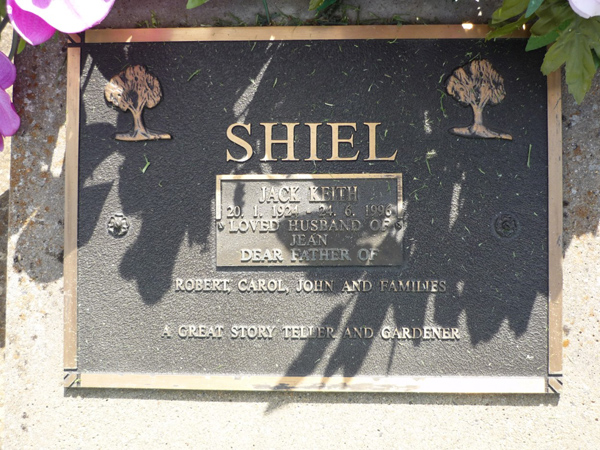 SHIEL
JACK KEITH
20. 1. 1924 - 24. 6. 1996
LOVED HUSBAND OF
JEAN
DEAR FATHER OF
ROBERT, CAROL, JOHN AND FAMILIES
A GREAT STORY TELLER AND GARDENER